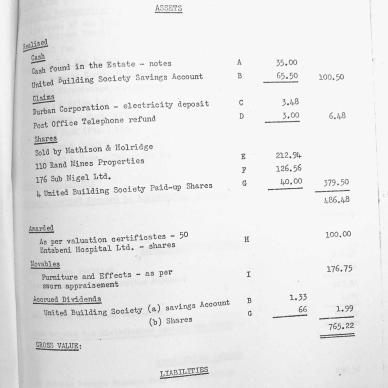 ASSETS
Realised
Cash
Cash found in the Estate - notes A 35.00
United Building Society Savings Account B 65.50 100.50
Claims
Durban Corporation - electricity deposit C 3.48
Post Office Telephone refund D 3.00 6.48
Shares
Sold by Mathison & Holridge
110 Rand Mines Properties E 212.94
176 Sub Nigel Ltd. F 126.56
4 United Building Society Paid-up Shares G 40.00 379.50
486.48
Awarded
As per valuation certificates - 50 H 100.00
Entabeni Hospital Ltd. - shares
Movables
Furniture and Effects - as per I 176.75
sworn appraisement
Accrued Dividends
United Building Society (a) savings Account B 1.33
(b) Shares G 66 1.99
765.22
GROSS VALUE:
LIABILITIES